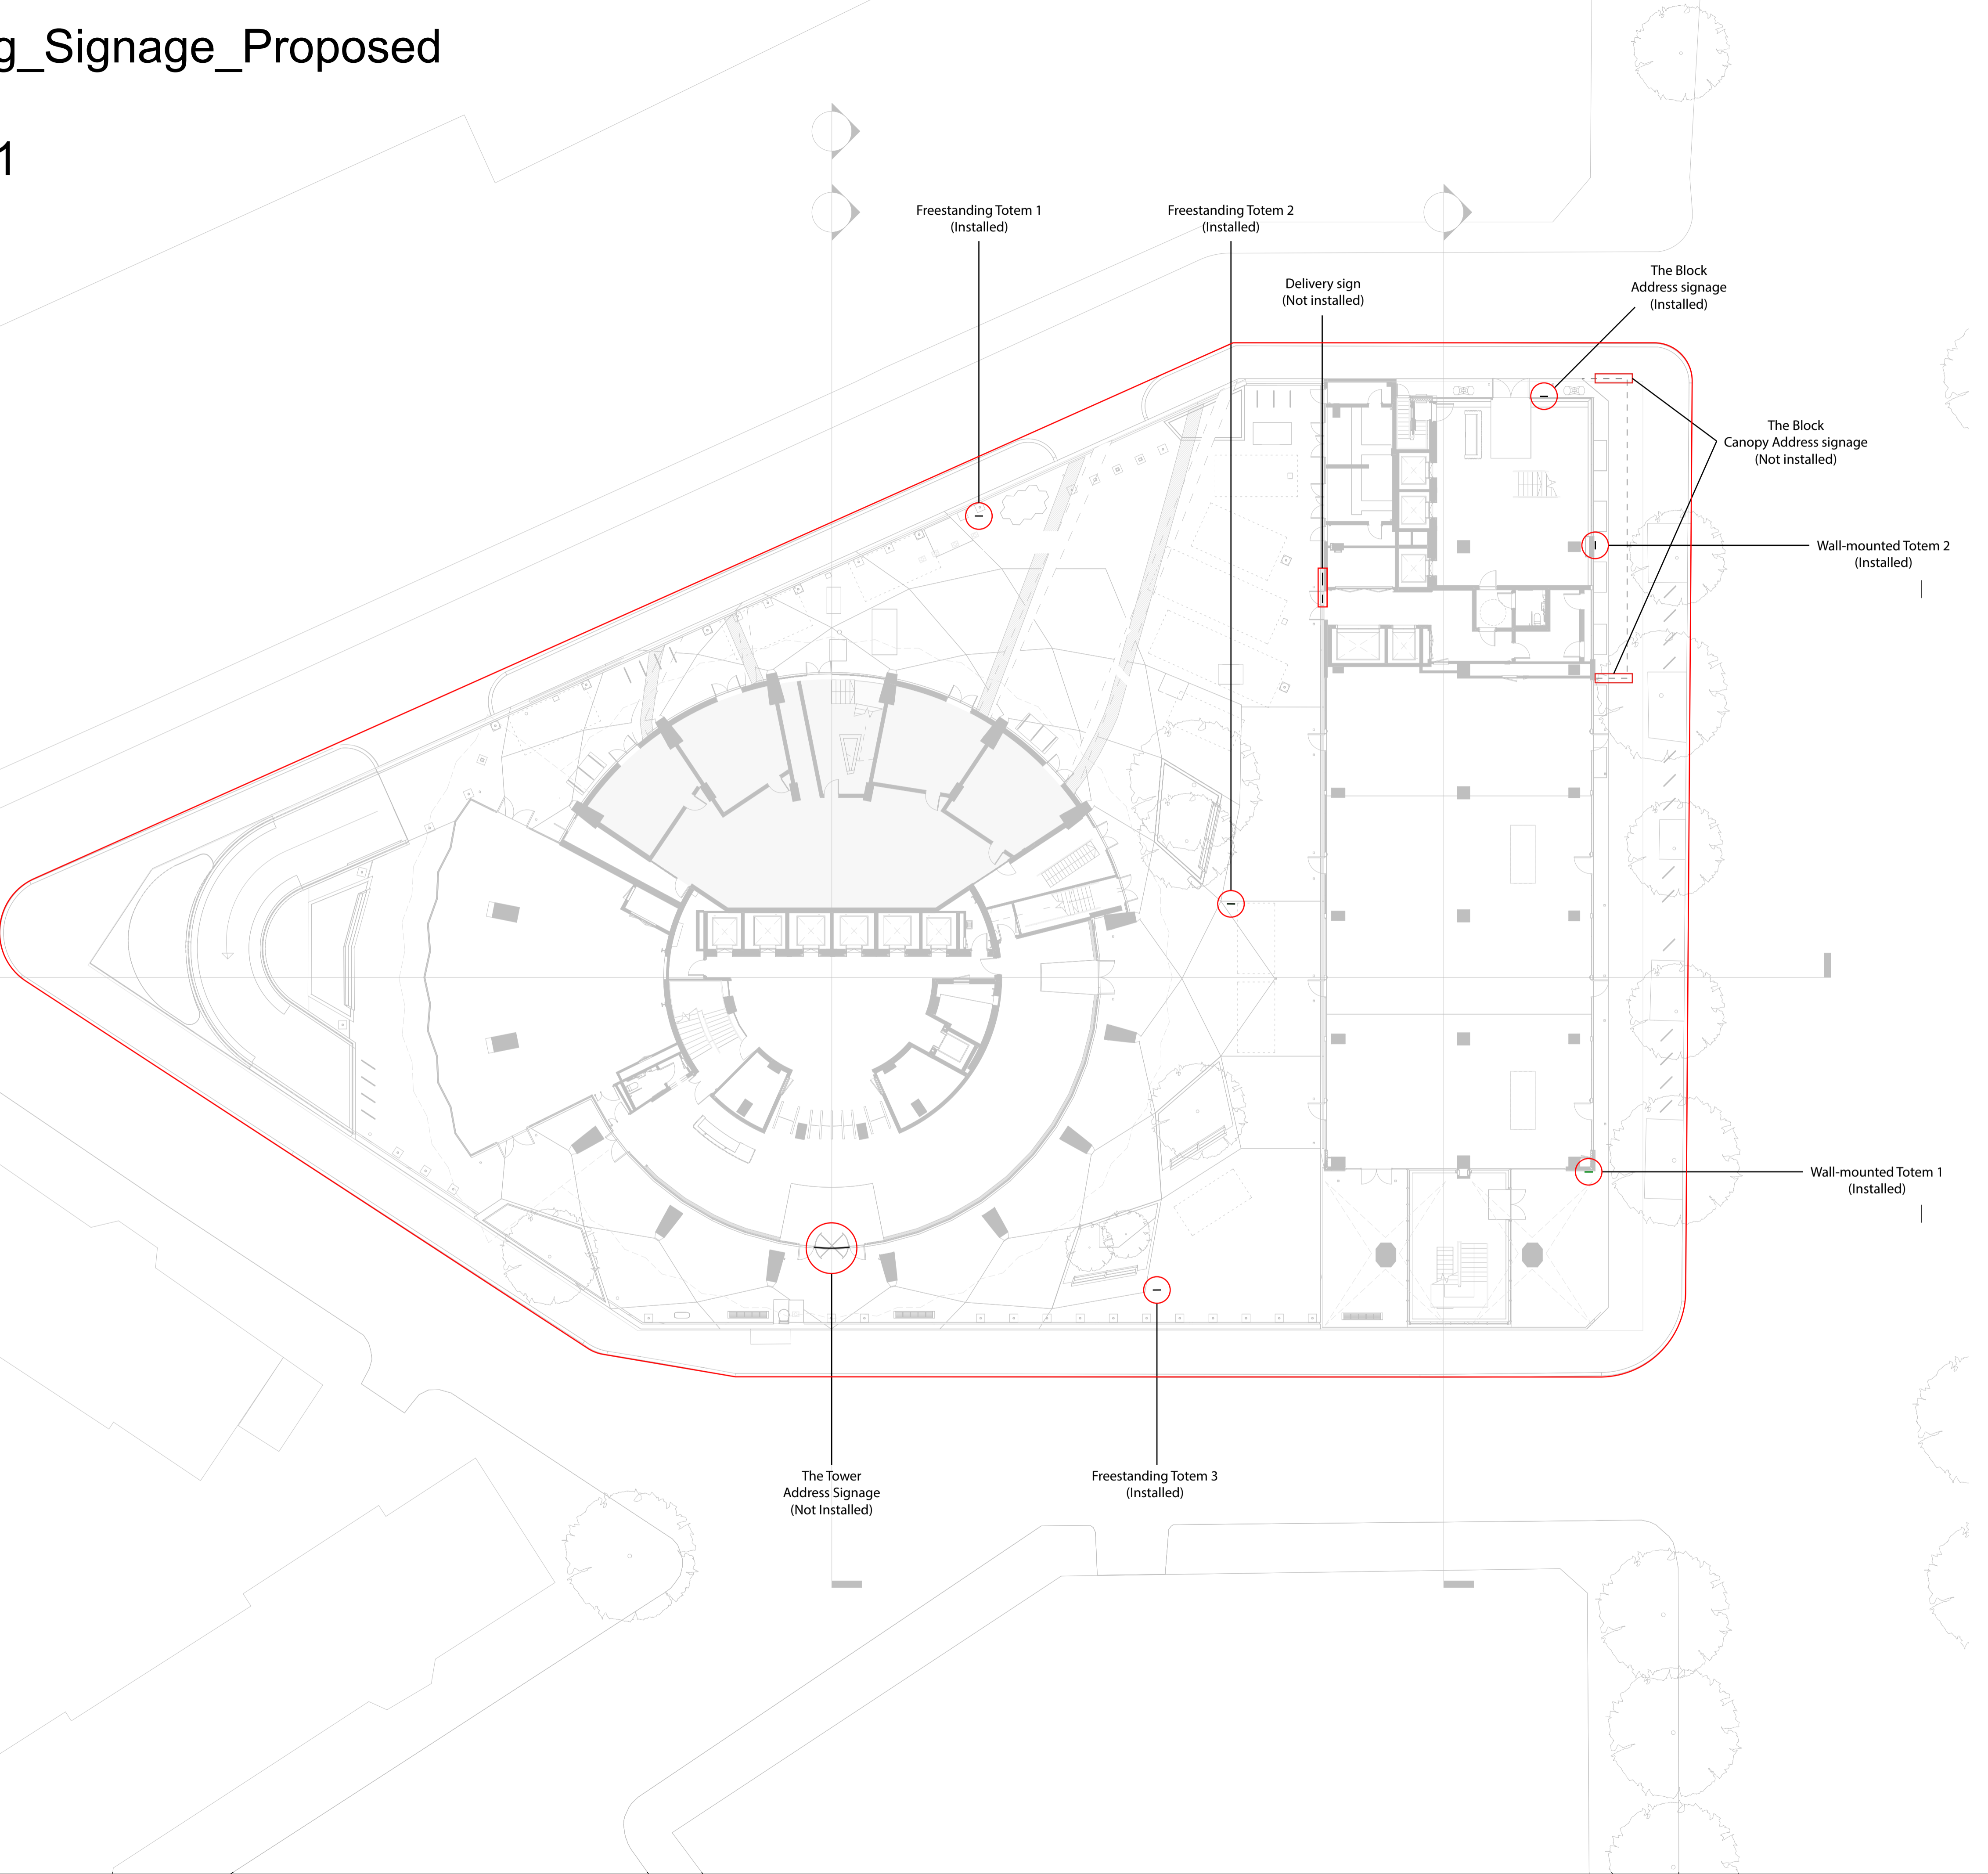 g_Signage_Proposed
1
Freestanding Totem 1
(Installed)
Freestanding Totem 2
(Installed)
Delivery sign
(Not installed)
The Block
Address signage
(Installed)
The Block
Canopy Address signage
(Not installed)
Wall-mounted Totem 2
(Installed)
Wall-mounted Totem 1
(Installed)
The Tower
Address Signage
(Not Installed)
Freestanding Totem 3
(Installed)